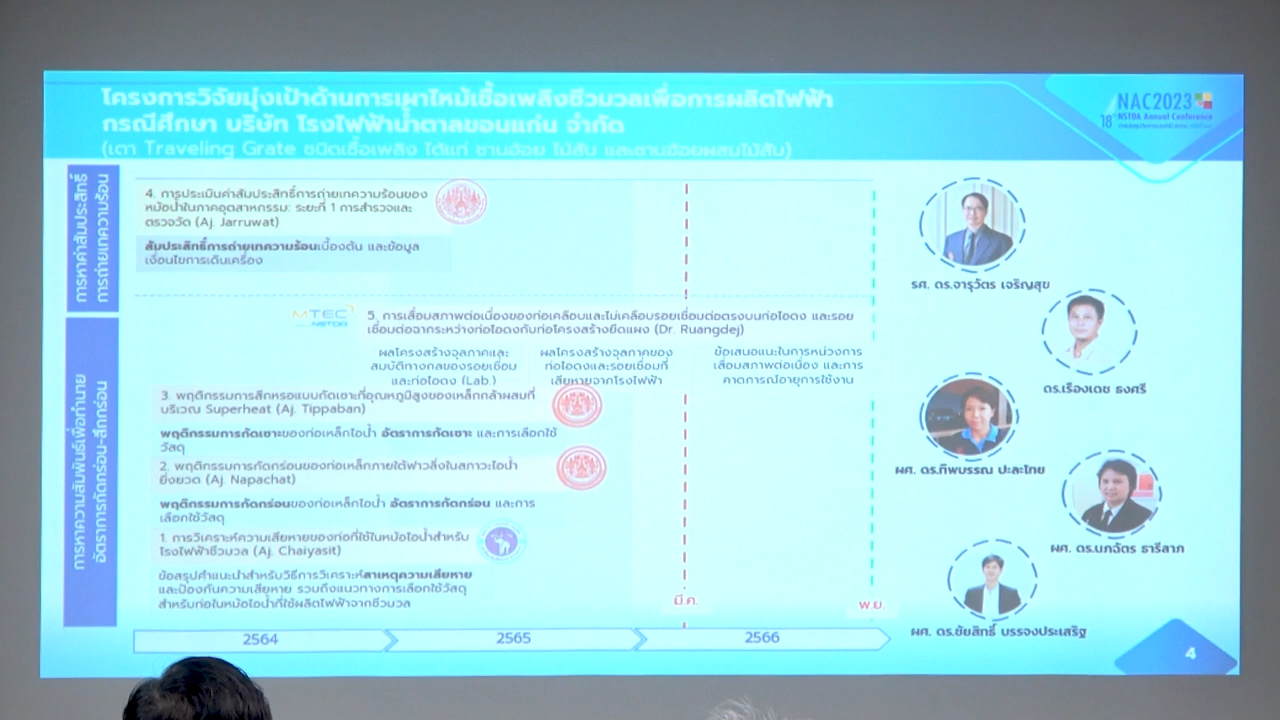 โครงการวิจัยมุ่งเป้าด้านการเผาไหม้เชื้อเพลิงชีวมวลเพื่อการผลิตไฟฟ้า
กรณีศึกษา บริษัท โรงไฟฟ้าน้ำตาลขอนแก่น จำกัด
(เตา Traveling Grate ชนิดเชื้อเพลิง ได้แก่ ชานอ้อย ไม้สับ และชานอ้อยผสมไม้สับ)
NAC2023
18th NSTDA Annual Conference
การหาค่าสัมประสิทธิ์
การถ่ายเทความร้อน
4. การประเมินค่าสัมประสิทธิ์การถ่ายเทความร้อนของ
หม้อน้ำในภาคอุตสาหกรรม: ระยะที่ 1 การสำรวจและ
ตรวจวัด (Aj. Jarruwat)
สัมประสิทธิ์การถ่ายเทความร้อนเบื้องต้น และข้อมูล
เงื่อนไขการเดินเครื่อง
การหาความสัมพันธ์เพื่อทำนาย
อัตราการกัดกร่อน-สึกกร่อน
MTEC
NSTDA
5. การเสื่อมสภาพต่อเนื่องของท่อเคลือบและไม่เคลือบรอยเชื่อมต่อตรงบนท่อไอดง และรอย
เชื่อมต่อฉากระหว่างท่อไอดงกับท่อโครงสร้างยึดแผง (Dr. Ruangdej)
ผลโครงสร้างจุลภาคและ
สมบัติทางกลของรอยเชื่อม
และท่อไอดง (Lab.)
ผลโครงสร้างจุลภาคของ
ท่อไอดงและรอยเชื่อมที่
เสียหายจากโรงไฟฟ้า
ข้อเสนอแนะในการหน่วงการ
เสื่อมสภาพต่อเนื่อง และการ
คาดการณ์อายุการใช้งาน
3. พฤติกรรมการสึกหรอแบบกัดเซาะที่อุณหภูมิสูงของเหล็กกล้าผสมที่
บริเวณ Superheat (Aj. Tippaban)
พฤติกรรมการกัดเซาะของท่อเหล็กไอน้ำ อัตราการกัดเซาะ และการเลือกใช้
วัสดุ
2. พฤติกรรมการกัดกร่อนของท่อเหล็กภายใต้ฟาวลิ่งในสภาวะไอน้ำ
ยิ่งยวด (Aj. Napachat)
พฤติกรรมการกัดกร่อนของท่อเหล็กไอน้ำ อัตราการกัดกร่อน และการ
เลือกใช้วัสดุ
1. การวิเคราะห์ความเสียหายของท่อที่ใช้ในหม้อไอน้ำสำหรับ
โรงไฟฟ้าชีวมวล (Aj. Chaiyasit)
ข้อสรุปคำแนะนำสำหรับวิธีการวิเคราะห์สาเหตุความเสียหาย
และป้องกันความเสียหาย รวมถึงแนวทางการเลือกใช้วัสดุ
สำหรับท่อในหม้อไอน้ำที่ใช้ผลิตไฟฟ้าจากชีวมวล
มี.ค.
พ.ย.
2564
2565
2566
รศ. ดร.จารุวัตร เจริญสุข
ดร.เรืองเดช ธงศรี
ผศ. ดร.ทิพบรรณ ปะละไทย
ผศ. ดร.นภฉัตร ธารีลาภ
ผศ. ดร.ชัยสิทธิ์ บรรจงประเสริฐ
4